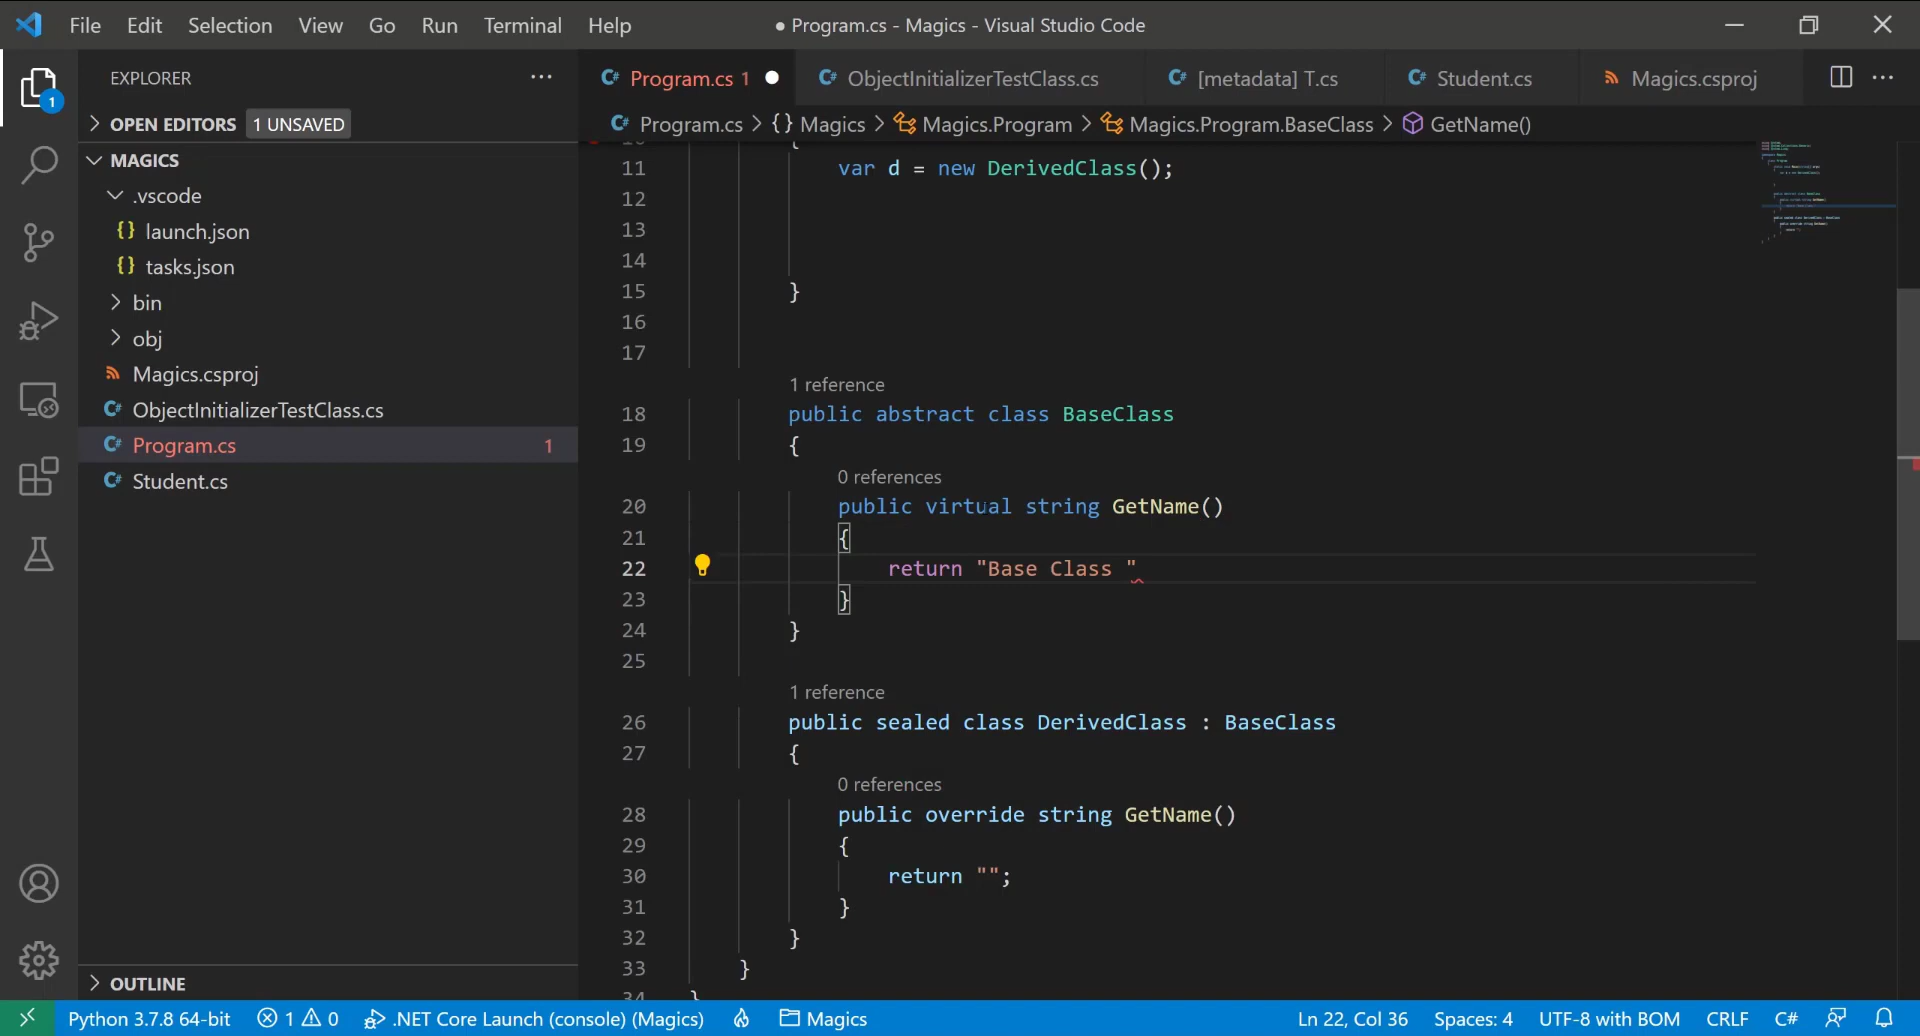 File Edit Selection View Go Run Terminal Help ● Program.cs - Magics - Visual Studio Code
EXPLORER
Program.cs 1 ObjectInitializerTestClass.cs [metadata] T.cs Student.cs Magics.csproj
1
OPEN EDITORS 1 UNSAVED
Program.cs > {} Magics > Magics.Program > Magics.Program.BaseClass > GetName()
MAGICS
.vscode
{} launch.json
{} tasks.json
bin
obj
Magics.csproj
C# ObjectInitializerTestClass.cs
C# Program.cs 1
C# Student.cs
OUTLINE
10 {
11 var d = new DerivedClass();
12
13
14
15 }
16
17
1 reference
18 public abstract class BaseClass
19 {
0 references
20 public virtual string GetName()
21 {
22 return "Base Class "
23 }
24 }
25
1 reference
26 public sealed class DerivedClass : BaseClass
27 {
0 references
28 public override string GetName()
29 {
30 return "";
31 }
32 }
33 }
34 }
Python 3.7.8 64-bit 1 0 .NET Core Launch (console) (Magics) Magics Ln 22, Col 36 Spaces: 4 UTF-8 with BOM CRLF C#